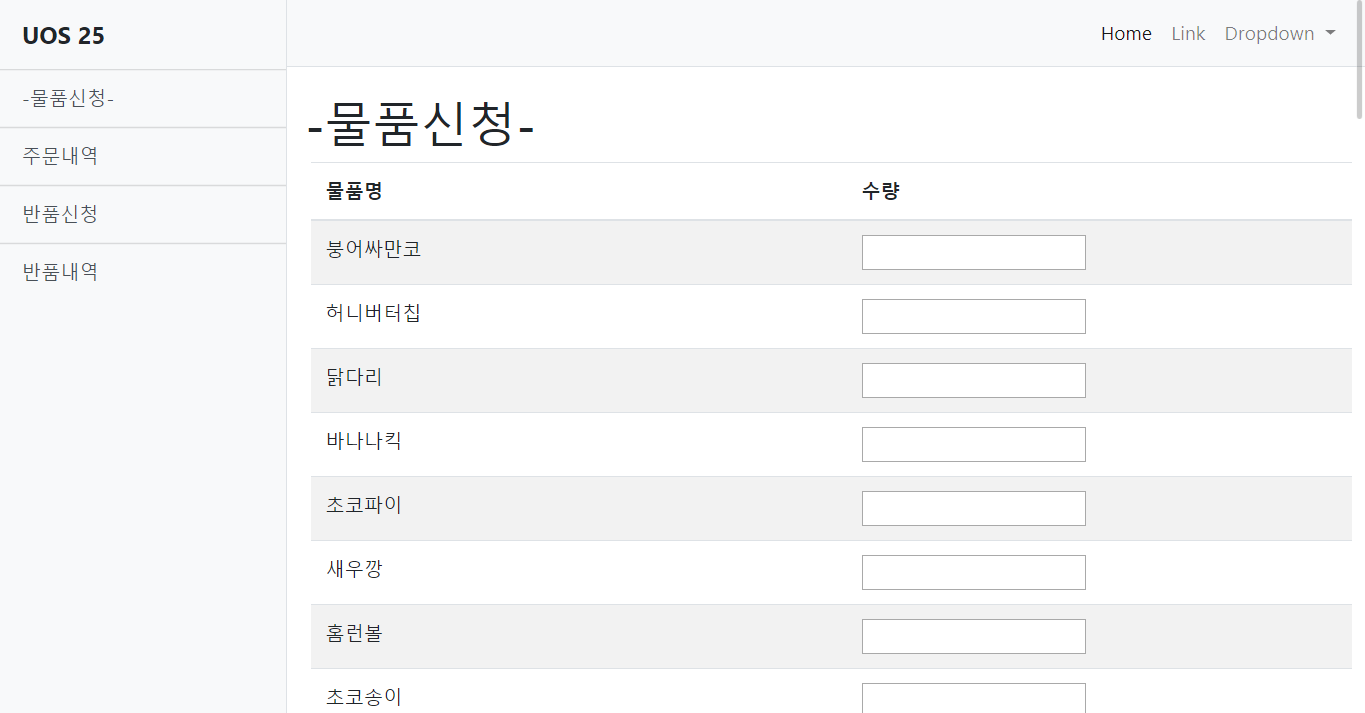 UOS 25
-물품신청-
주문내역
반품신청
반품내역
Home Link Dropdown
-물품신청-
물품명 수량
붕어싸만코
허니버터칩
닭다리
바나나킥
초코파이
새우깡
홈런볼
초코송이